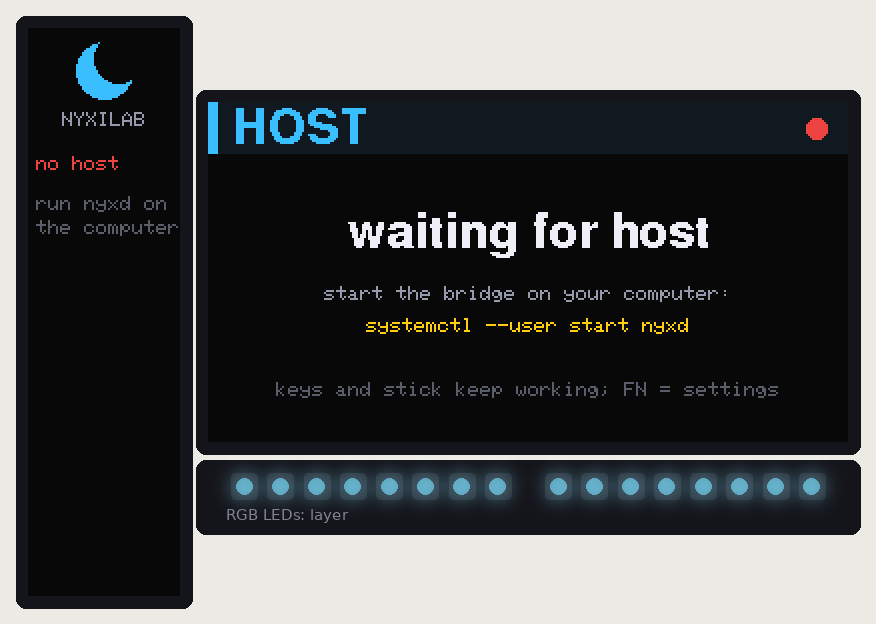 NYXILAB
no host
run nyxd on
the computer
HOST
waiting for host
start the bridge on your computer:
systemctl --user start nyxd
keys and stick keep working; FN = settings
RGB LEDs: layer